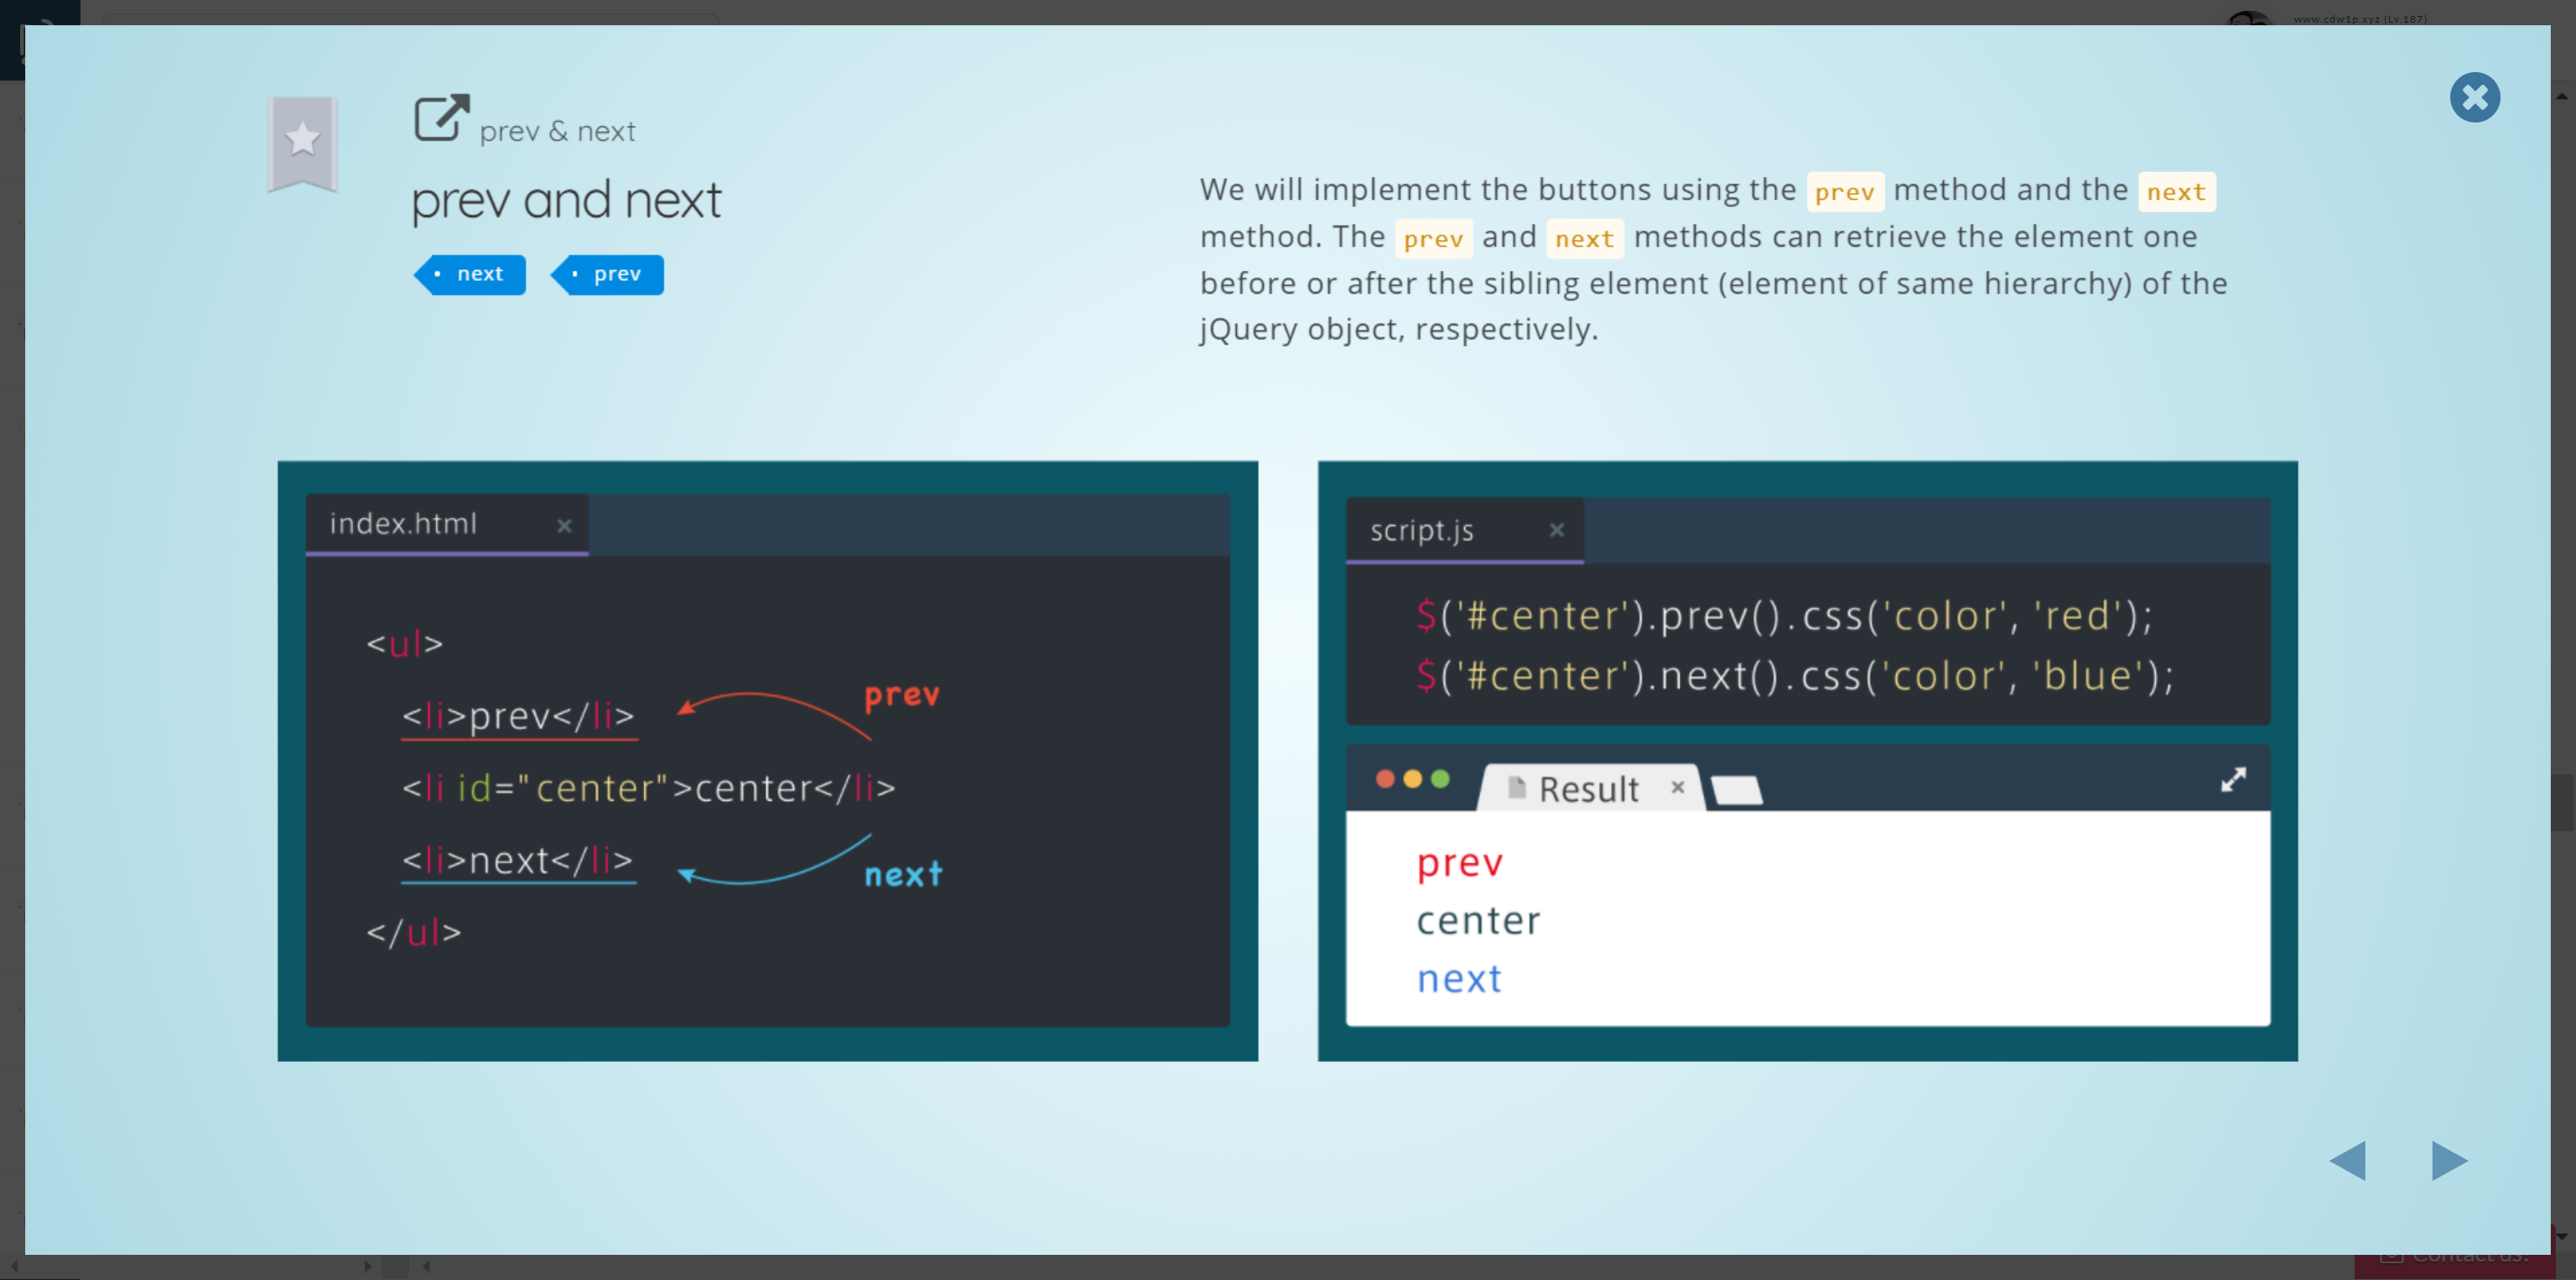 www.cdw1p.xyz (Lv.187)
prev & next
prev and next
next prev
We will implement the buttons using the prev method and the next
method. The prev and next methods can retrieve the element one
before or after the sibling element (element of same hierarchy) of the
jQuery object, respectively.
index.html
<ul>
prev
<li>prev</li>
<li id="center">center</li>
<li>next</li>
next
</ul>
script.js
$('#center').prev().css('color', 'red');
$('#center').next().css('color', 'blue');
Result
prev
center
next
Contact us!